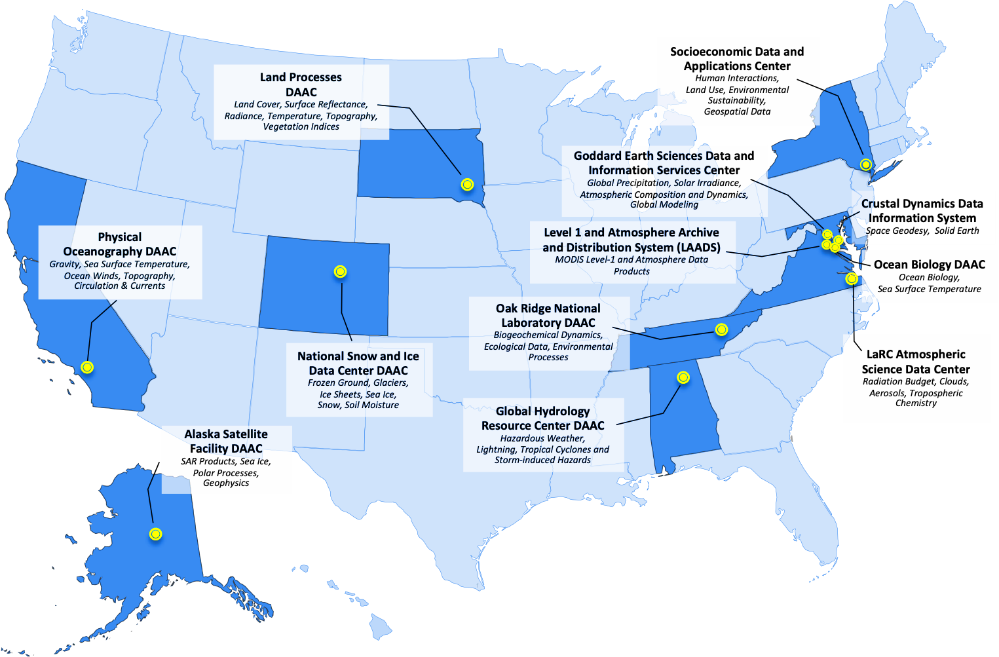 Socioeconomic Data and
Applications Center
Human Interactions,
Land Use, Environmental
Sustainability,
Geospatial Data
Land Processes
DAAC
Land Cover, Surface Reflectance,
Radiance, Temperature, Topography,
Vegetation Indices
Goddard Earth Sciences Data and
Information Services Center
Global Precipitation, Solar Irradiance,
Atmospheric Composition and Dynamics,
Global Modeling
Crustal Dynamics Data
Information System
Space Geodesy, Solid Earth
Level 1 and Atmosphere Archive
and Distribution System (LAADS)
MODIS Level-1 and Atmosphere Data
Products
Physical
Oceanography DAAC
Gravity, Sea Surface Temperature,
Ocean Winds, Topography,
Circulation & Currents
Ocean Biology DAAC
Ocean Biology,
Sea Surface Temperature
Oak Ridge National
Laboratory DAAC
Biogeochemical Dynamics,
Ecological Data, Environmental
Processes
National Snow and Ice
Data Center DAAC
Frozen Ground, Glaciers,
Ice Sheets, Sea Ice,
Snow, Soil Moisture
LaRC Atmospheric
Science Data Center
Radiation Budget, Clouds,
Aerosols, Tropospheric
Chemistry
Global Hydrology
Resource Center DAAC
Hazardous Weather,
Lightning, Tropical Cyclones and
Storm-induced Hazards
Alaska Satellite
Facility DAAC
SAR Products, Sea Ice,
Polar Processes,
Geophysics